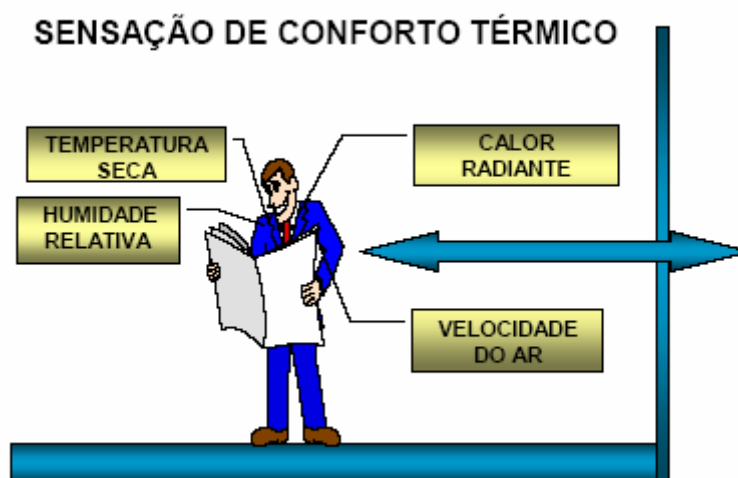 SENSAÇÃO DE CONFORTO TÉRMICO
TEMPERATURA
SECA
CALOR
RADIANTE
HUMIDADE
RELATIVA
VELOCIDADE
DO AR